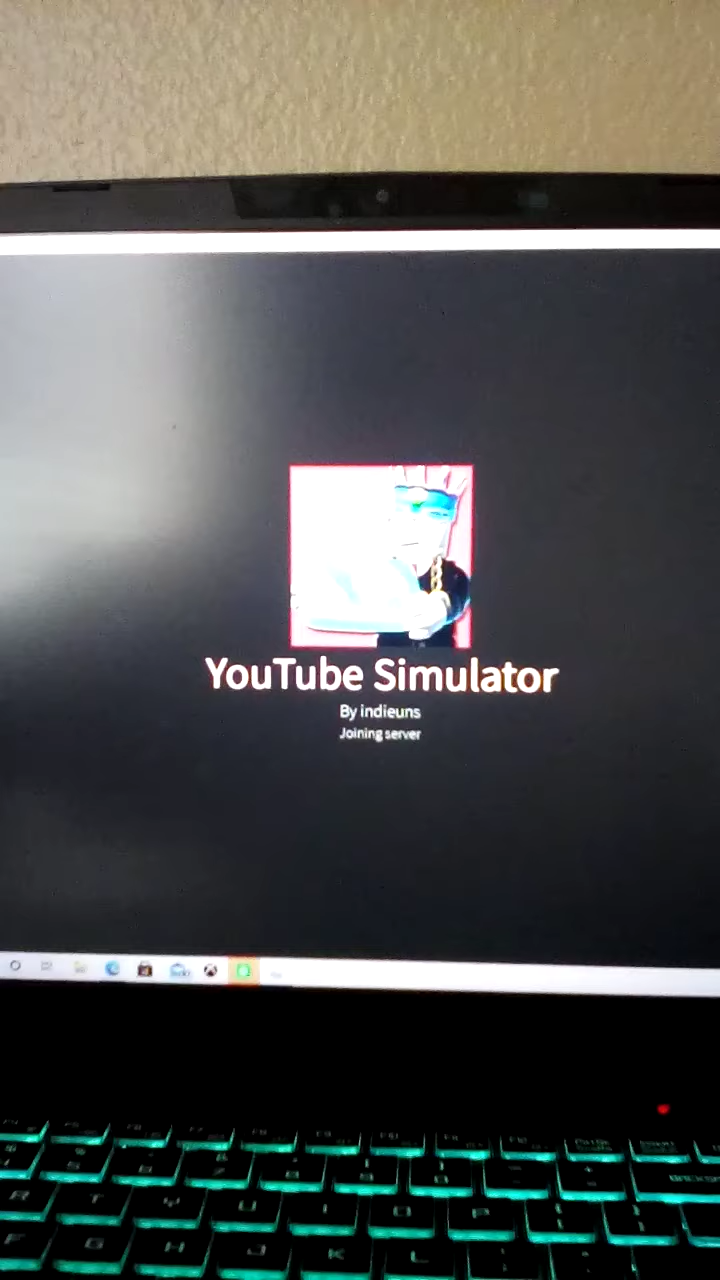 YouTube Simulator
By indieuns
Joining server
R T Y U I O P
F G H J K L